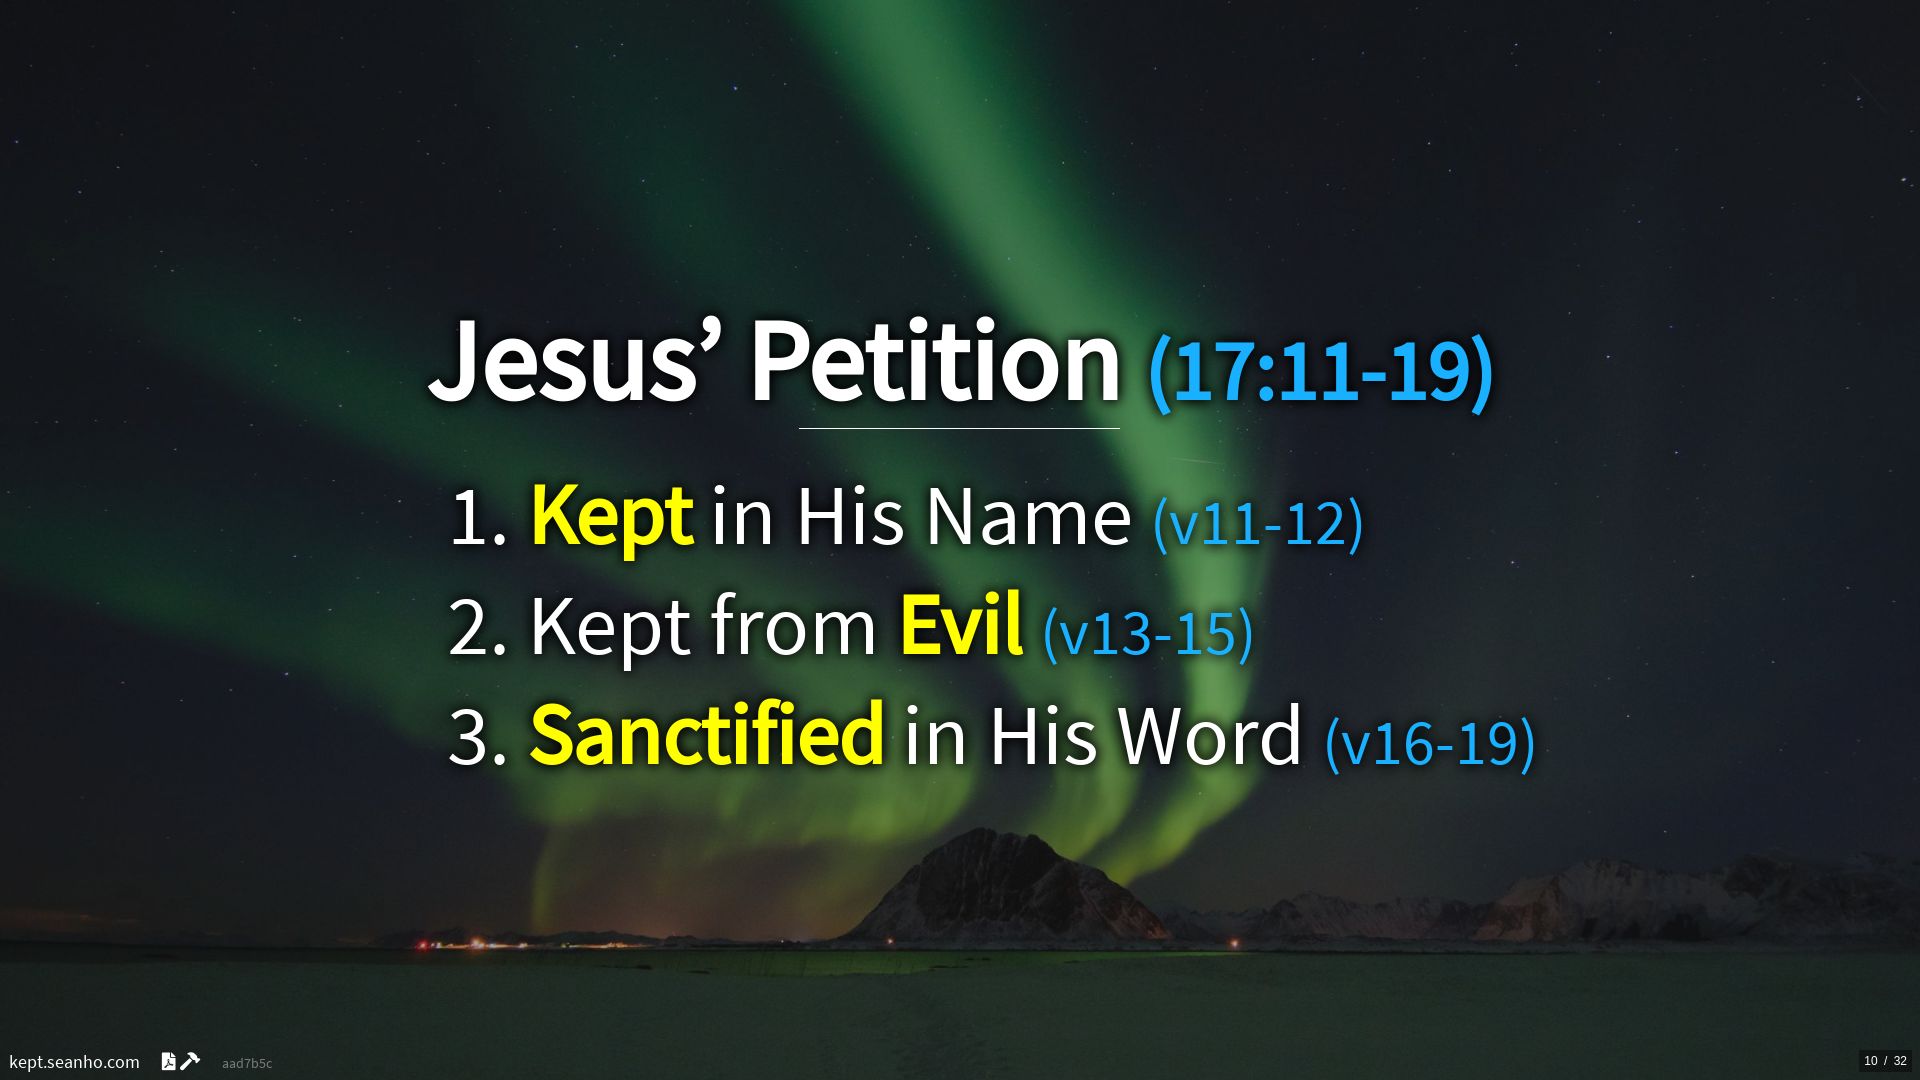 Jesus’ Petition (17:11-19)
1. Kept in His Name (v11-12)
2. Kept from Evil (v13-15)
3. Sanctified in His Word (v16-19)
kept.seanho.com aad7b5c
10 / 32